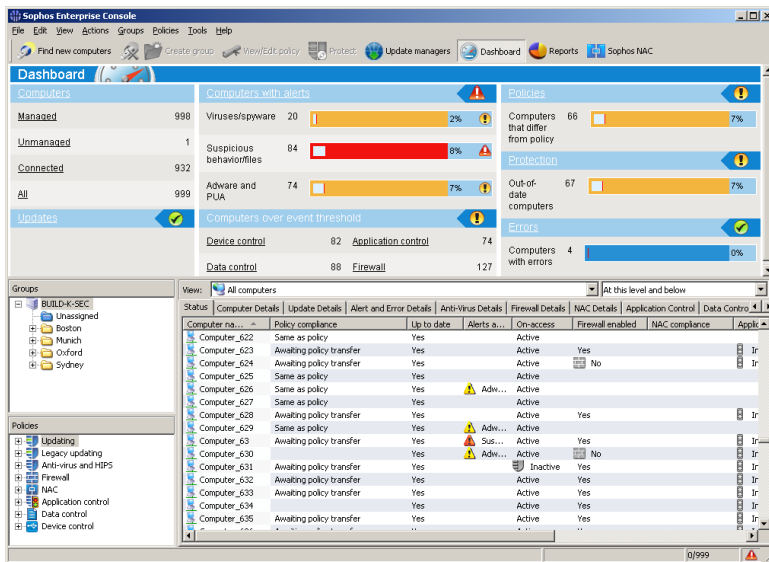 Sophos Enterprise Console
File Edit View Actions Groups Policies Tools Help
Find new computers Create group View/Edit policy Protect Update managers Dashboard Reports Sophos NAC
Dashboard
Computers
Managed 998
Unmanaged 1
Connected 932
All 999
Updates
Computers with alerts
Viruses/spyware 20 2%
Suspicious behavior/files 84 8%
Adware and PUA 74 7%
Computers over event threshold
Device control 82 Application control 74
Data control 88 Firewall 127
Policies
Computers that differ from policy 66 7%
Protection
Out-of-date computers 67 7%
Errors
Computers with errors 4 0%
Groups
BUILD-K-SEC
Unassigned
Boston
Munich
Oxford
Sydney
Policies
Updating
Legacy updating
Anti-virus and HIPS
Firewall
NAC
Application control
Data control
Device control
View: All computers At this level and below
Status Computer Details Update Details Alert and Error Details Anti-Virus Details Firewall Details NAC Details Application Control Data Contro
Computer na... Policy compliance Up to date Alerts a... On-access Firewall enabled NAC compliance Applic
Computer_622 Same as policy Yes Active
Computer_623 Awaiting policy transfer Yes Active Yes Ir
Computer_624 Awaiting policy transfer Yes Active No Ir
Computer_625 Same as policy Yes Active
Computer_626 Same as policy Yes Adw... Active
Computer_627 Same as policy Yes Active
Computer_628 Awaiting policy transfer Yes Active Yes Ir
Computer_629 Same as policy Yes Adw... Active
Computer_63 Awaiting policy transfer Yes Sus... Active Yes Ir
Computer_630 Yes Adw... Active No Ir
Computer_631 Awaiting policy transfer Yes Inactive Yes Ir
Computer_632 Awaiting policy transfer Yes Active Yes Ir
Computer_633 Awaiting policy transfer Yes Active Yes Ir
Computer_634 Yes Active Yes Ir
Computer_635 Awaiting policy transfer Yes Active Yes Ir
0/999